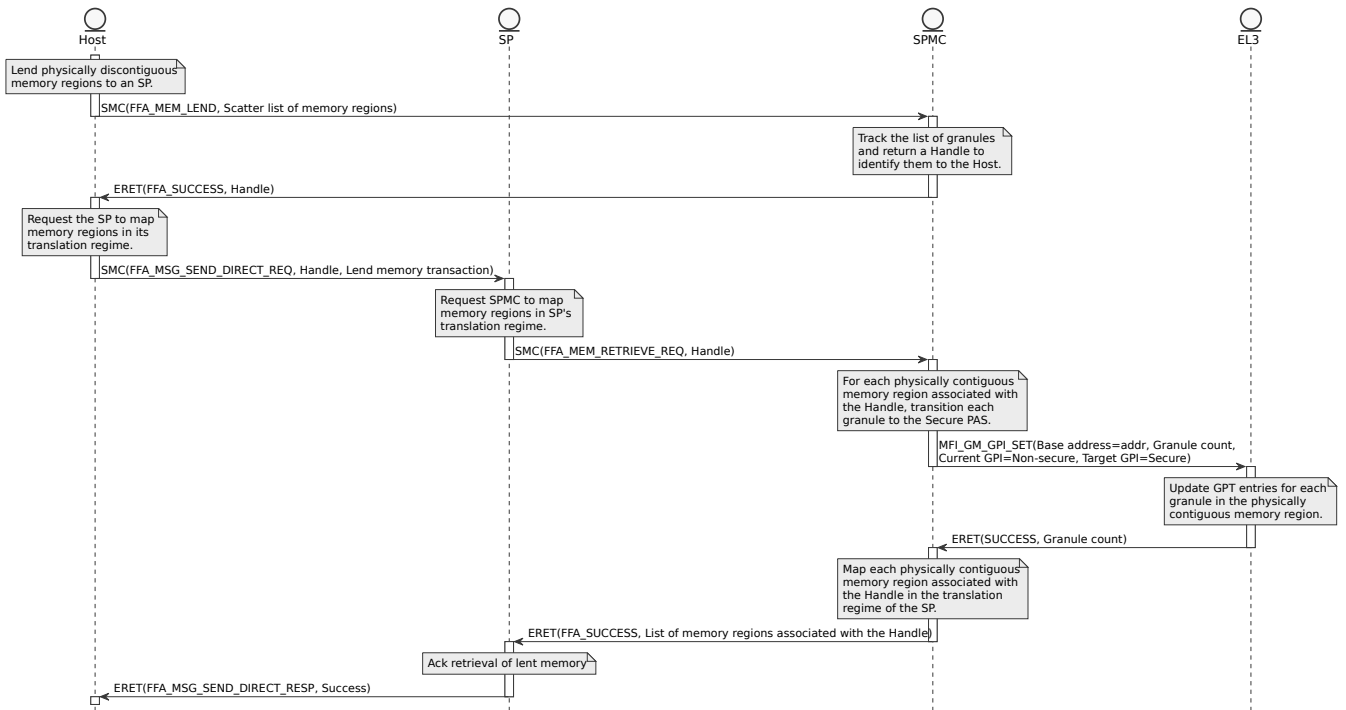 Host
SP
SPMC
EL3
Lend physically discontiguous
memory regions to an SP.
SMC(FFA_MEM_LEND, Scatter list of memory regions)
Track the list of granules
and return a Handle to
identify them to the Host.
ERET(FFA_SUCCESS, Handle)
Request the SP to map
memory regions in its
translation regime.
SMC(FFA_MSG_SEND_DIRECT_REQ, Handle, Lend memory transaction)
Request SPMC to map
memory regions in SP's
translation regime.
SMC(FFA_MEM_RETRIEVE_REQ, Handle)
For each physically contiguous
memory region associated with
the Handle, transition each
granule to the Secure PAS.
MFI_GM_GPI_SET(Base address=addr, Granule count,
Current GPI=Non-secure, Target GPI=Secure)
Update GPT entries for each
granule in the physically
contiguous memory region.
ERET(SUCCESS, Granule count)
Map each physically contiguous
memory region associated with
the Handle in the translation
regime of the SP.
ERET(FFA_SUCCESS, List of memory regions associated with the Handle)
Ack retrieval of lent memory
ERET(FFA_MSG_SEND_DIRECT_RESP, Success)